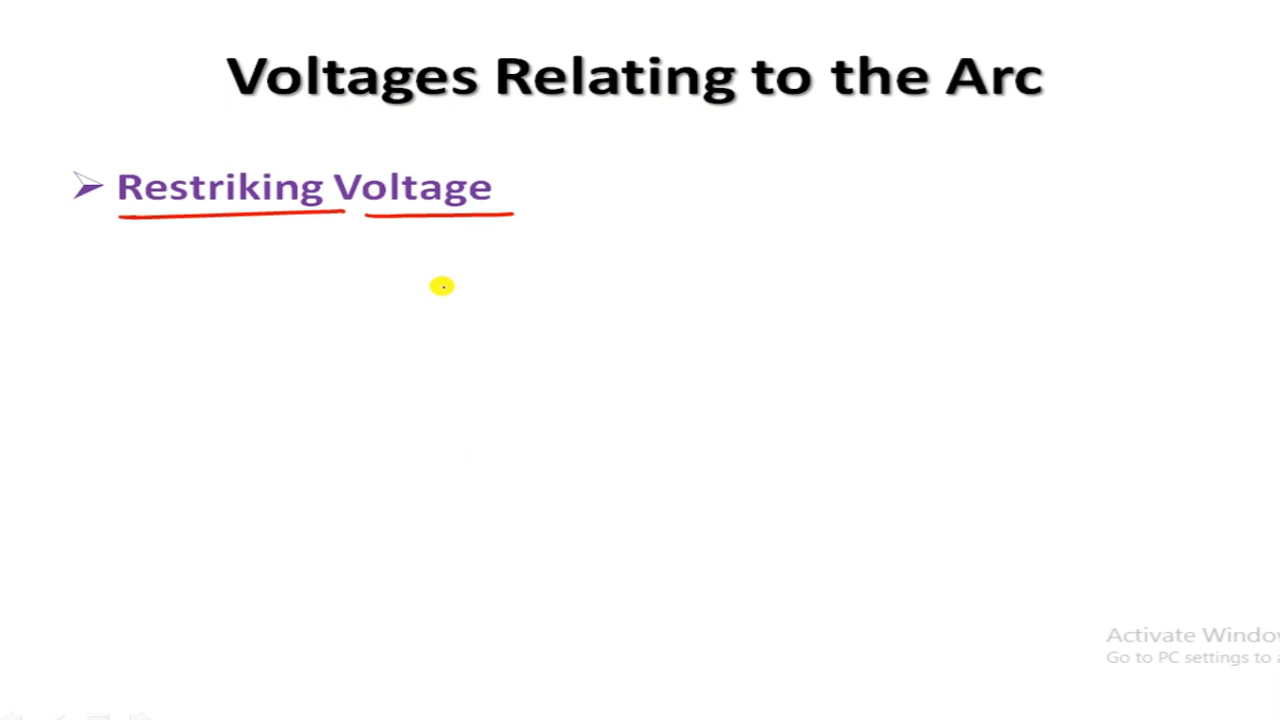 Voltages Relating to the Arc
Restriking Voltage
Activate Windo
Go to PC settings to a